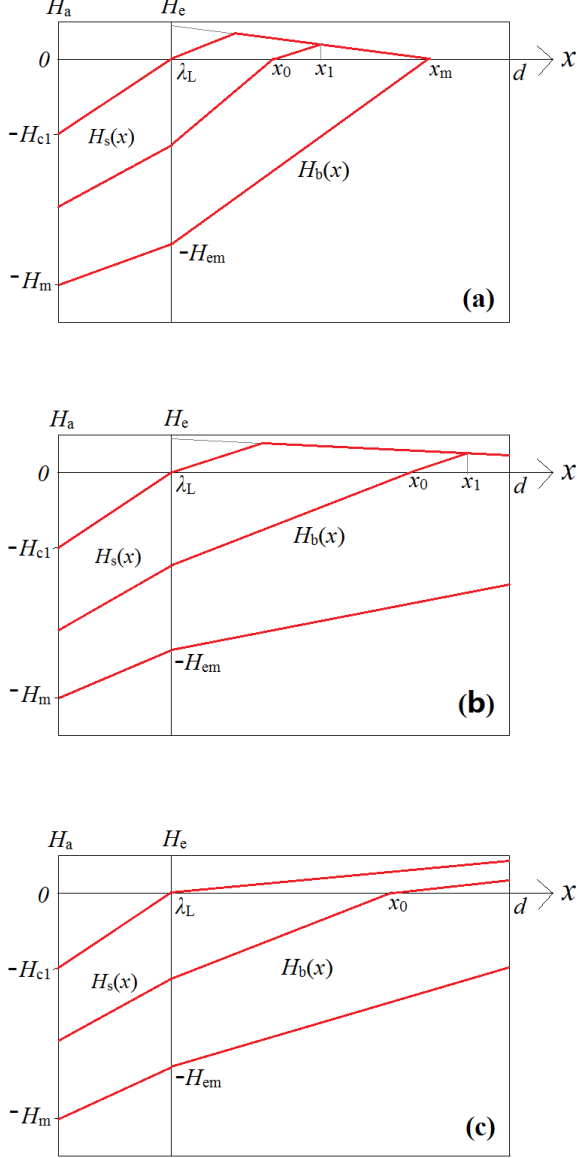 Ha He
0 λL x0 x1 xm d x
-Hc1 Hs(x)
Hb(x)
-Hem
-Hm (a)
Ha He
0 λL x0 x1 d x
-Hc1 Hs(x) Hb(x)
-Hem
-Hm (b)
Ha He
0 λL x0 d x
-Hc1 Hs(x) Hb(x)
-Hem
-Hm (c)